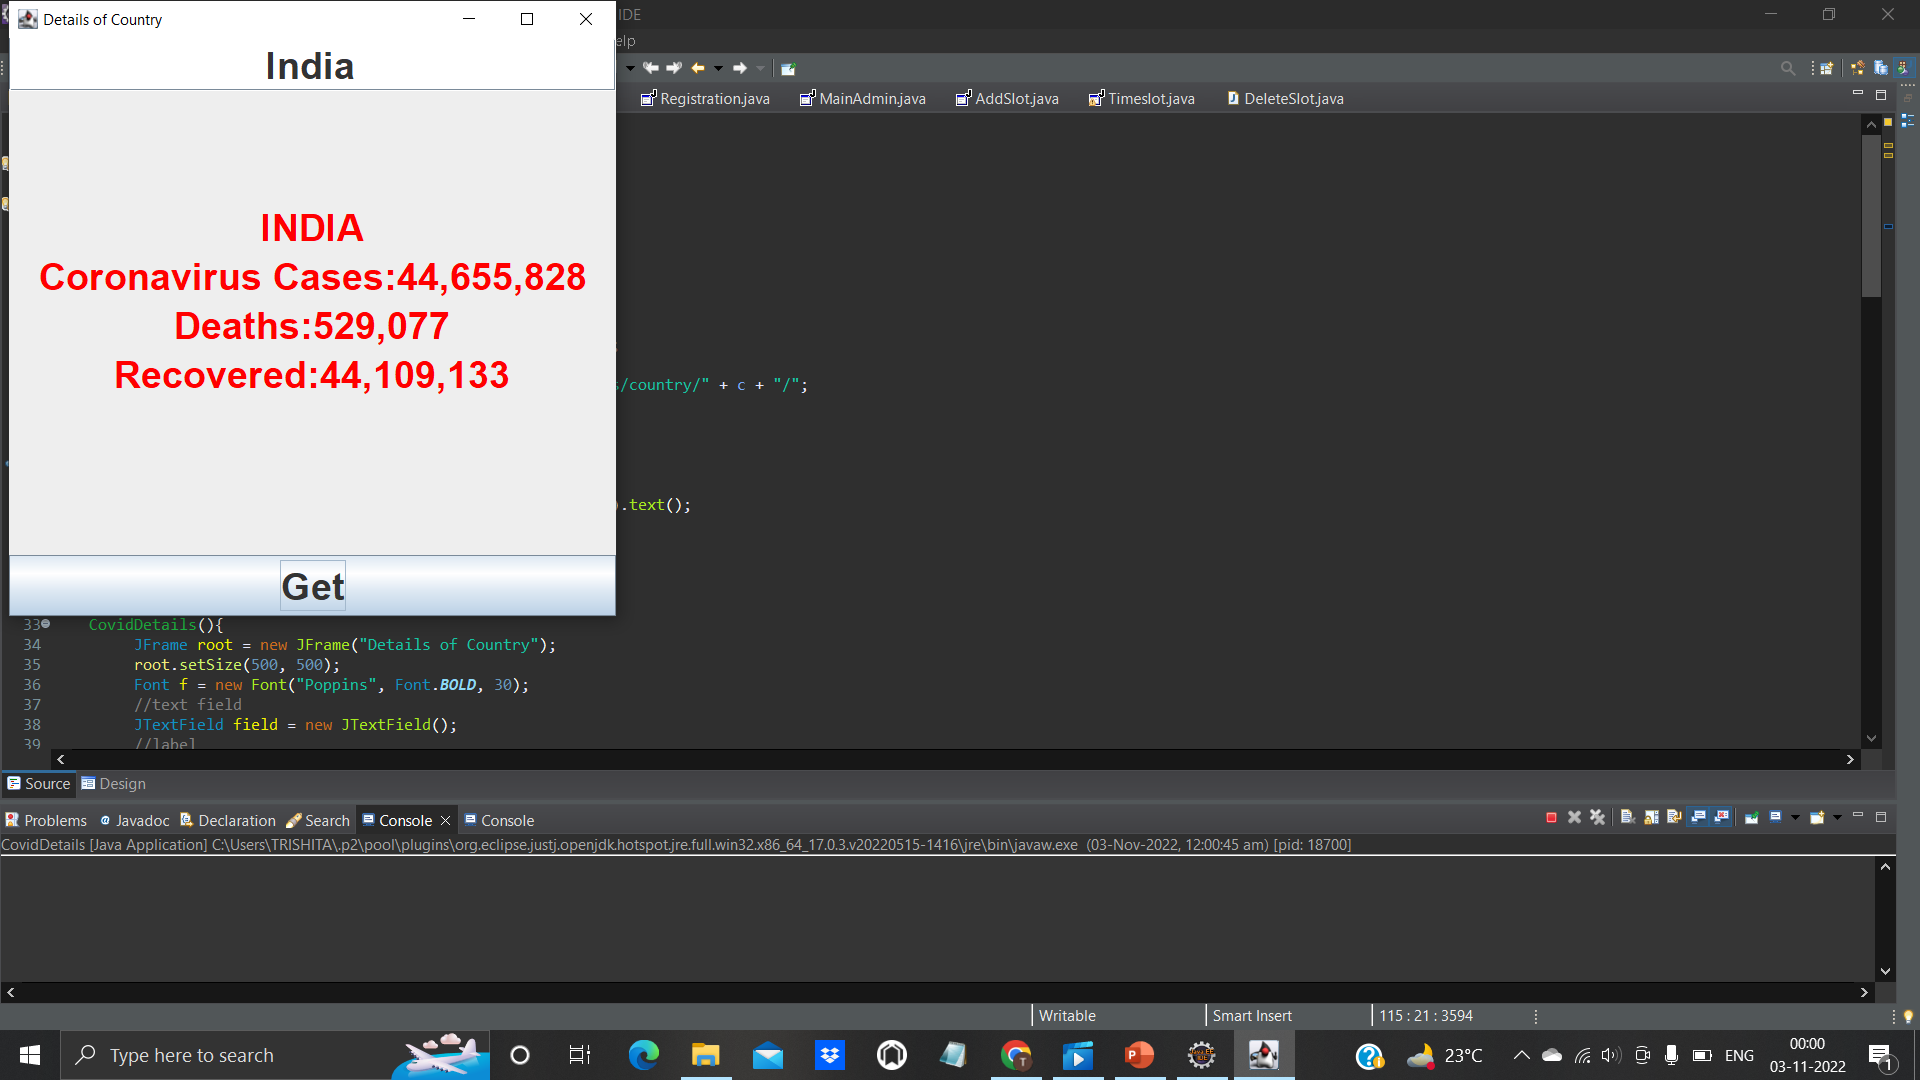 Details of Country
IDE
elp
India
Registration.java
MainAdmin.java
AddSlot.java
Timeslot.java
DeleteSlot.java
INDIA
Coronavirus Cases:44,655,828
Deaths:529,077
Recovered:44,109,133
/country/" + c + "/";
.text();
Get
33 CovidDetails(){
34 JFrame root = new JFrame("Details of Country");
35 root.setSize(500, 500);
36 Font f = new Font("Poppins", Font.BOLD, 30);
37 //text field
38 JTextField field = new JTextField();
39 //label
Source Design
Problems Javadoc Declaration Search Console Console
CovidDetails [Java Application] C:\Users\TRISHITA\.p2\pool\plugins\org.eclipse.justj.openjdk.hotspot.jre.full.win32.x86_64_17.0.3.v20220515-1416\jre\bin\javaw.exe (03-Nov-2022, 12:00:45 am) [pid: 18700]
Writable Smart Insert 115 : 21 : 3594
Type here to search
23°C
ENG
00:00
03-11-2022
1